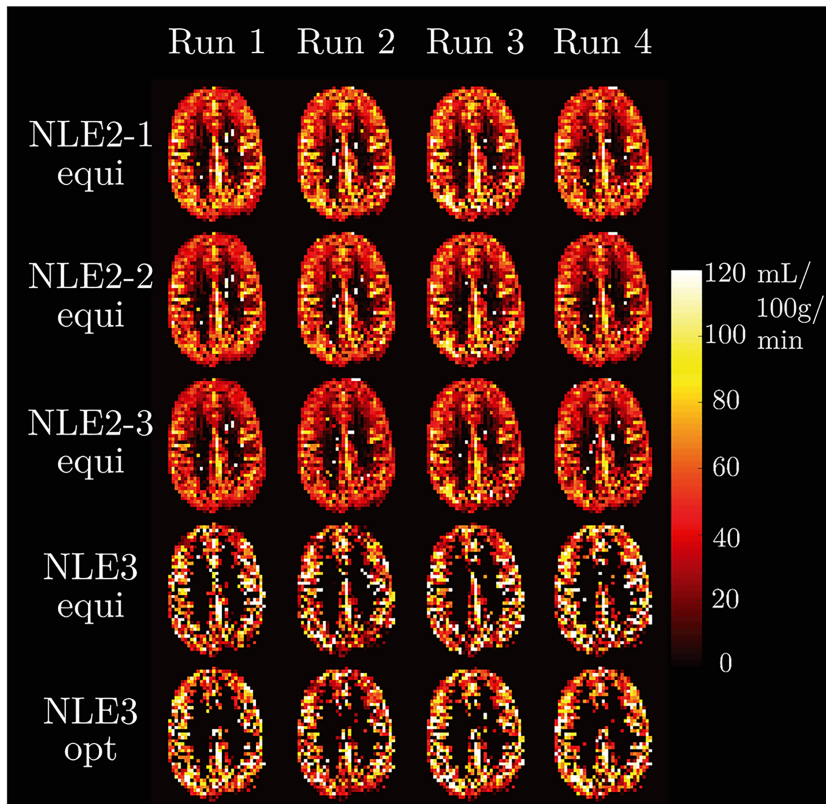 Run 1 Run 2 Run 3 Run 4
NLE2-1
equi
NLE2-2
equi
NLE2-3
equi
NLE3
equi
NLE3
opt
120 mL/
100g/
min
100
80
60
40
20
0